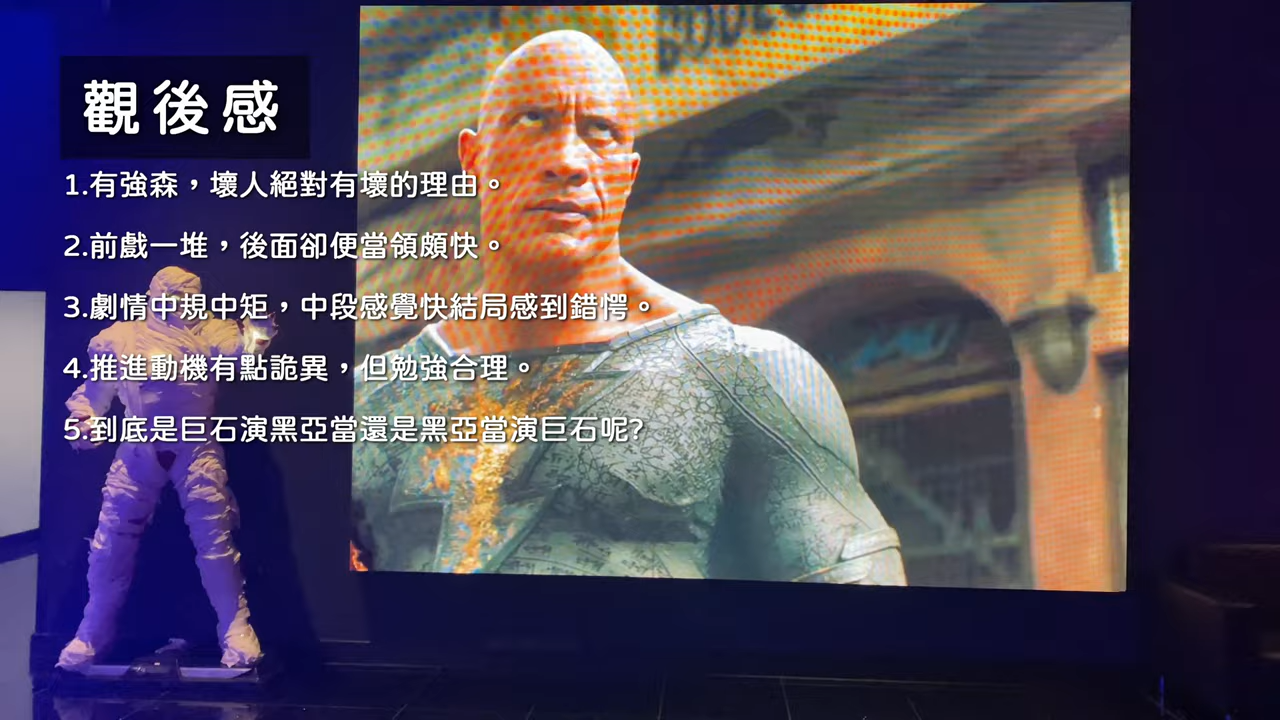 觀後感
1.有強森，壞人絕對有壞的理由。
2.前戲一堆，後面卻便當領頗快。
3.劇情中規中矩，中段感覺快結局感到錯愕。
4.推進動機有點詭異，但勉強合理。
5.到底是巨石演黑亞當還是黑亞當演巨石呢?